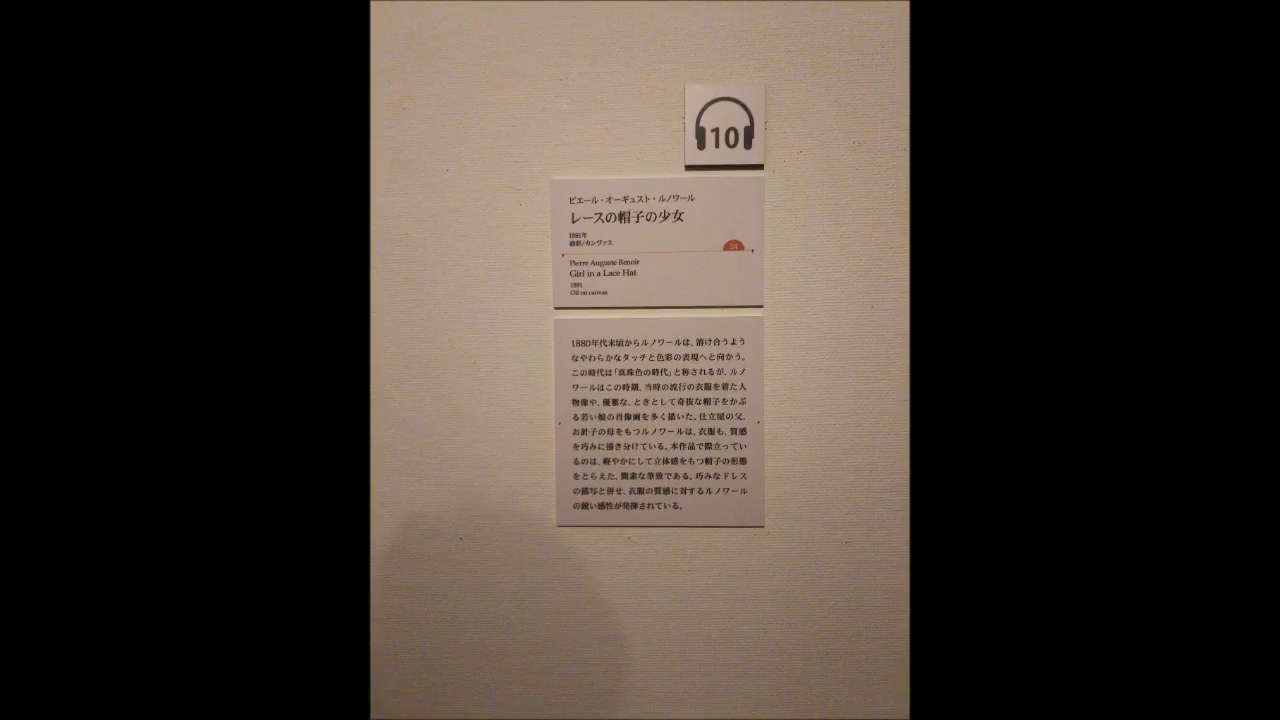 10
ピエール・オーギュスト・ルノワール
レースの帽子の少女
1891年
油彩/カンヴァス
24
Pierre Auguste Renoir
Girl in a Lace Hat
1891
Oil on canvas
1880年代末頃からルノワールは、溶け合うよう
なやわらかなタッチと色彩の表現へと向かう。
この時代は「真珠色の時代」と称されるが、ルノ
ワールはこの時期、当時の流行の衣服を着た人
物像や、優雅な、ときとして奇抜な帽子をかぶ
る若い娘の肖像画を多く描いた。仕立屋の父、
お針子の母をもつルノワールは、衣服も、質感
を巧みに描き分けている。本作品で際立ってい
るのは、軽やかにして立体感をもつ帽子の形態
をとらえた、簡素な筆致である。巧みなドレス
の描写と併せ、衣服の質感に対するルノワール
の鋭い感性が発揮されている。